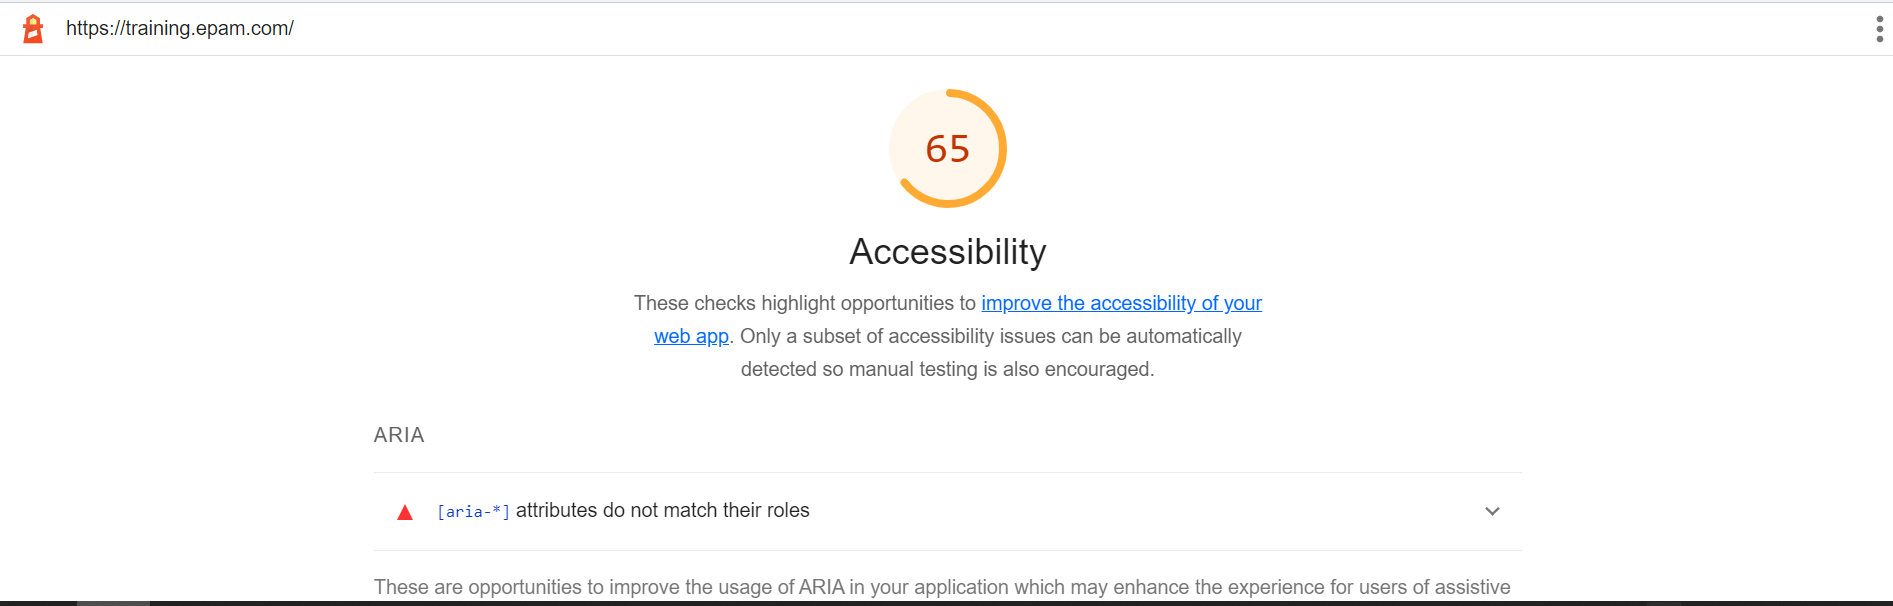 https://training.epam.com/
65
Accessibility
These checks highlight opportunities to improve the accessibility of your
web app. Only a subset of accessibility issues can be automatically
detected so manual testing is also encouraged.
ARIA
[aria-*] attributes do not match their roles
These are opportunities to improve the usage of ARIA in your application which may enhance the experience for users of assistive